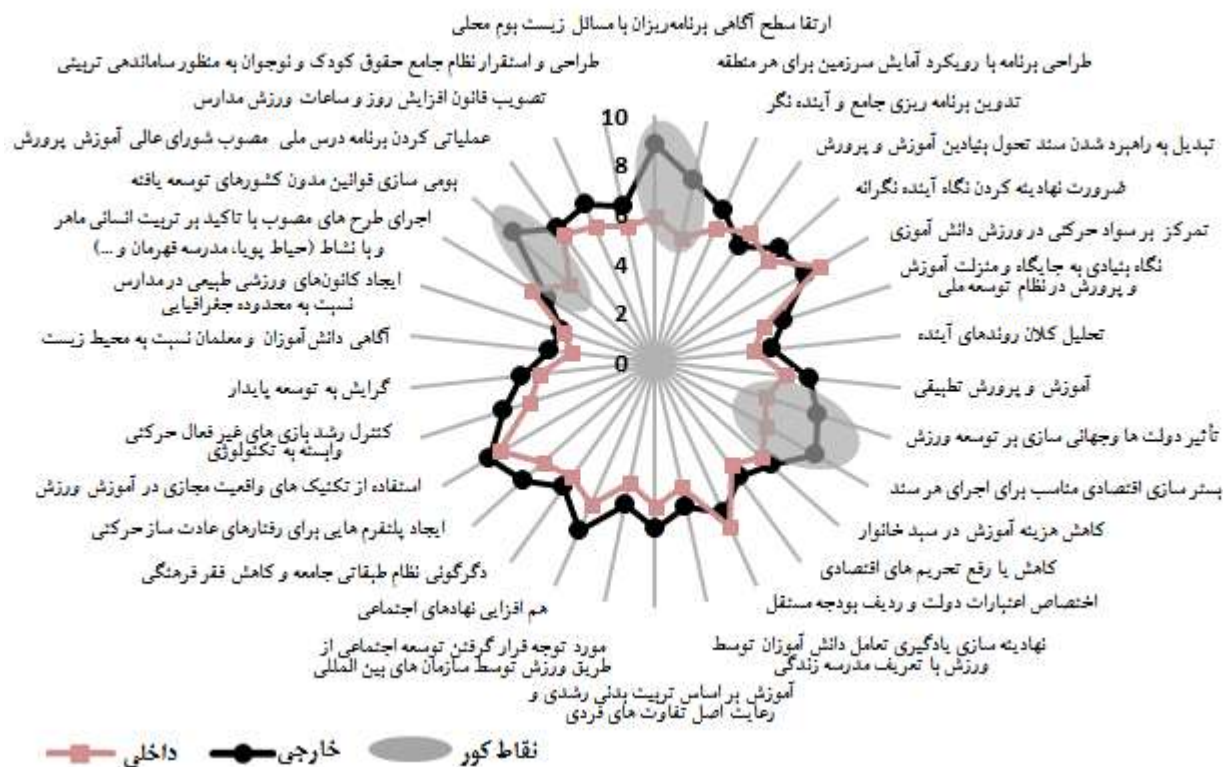 ارتقا سطح آگاهی برنامه‌ریزان با مسائل زیست بوم محلی
طراحی برنامه با رویکرد آمایش سرزمین برای هر منطقه
تدوین برنامه ریزی جامع و آینده نگر
تبدیل به راهبرد شدن سند تحول بنیادین آموزش و پرورش
ضرورت نهادینه کردن نگاه آینده نگرانه
تمرکز بر سواد حرکتی در ورزش دانش آموزی
نگاه بنیادی به جایگاه و منزلت آموزش
و پرورش در نظام توسعه ملی
تحلیل کلان روندهای آینده
آموزش و پرورش تطبیقی
تأثیر دولت ها وجهانی سازی بر توسعه ورزش
بستر سازی اقتصادی مناسب برای اجرای هر سند
کاهش هزینه آموزش در سبد خانوار
کاهش یا رفع تحریم های اقتصادی
اختصاص اعتبارات دولت و ردیف بودجه مستقل
نهادینه سازی یادگیری تعامل دانش آموزان توسط
ورزش با تعریف مدرسه زندگی
آموزش بر اساس تربیت بدنی رشدی و
رعایت اصل تفاوت های فردی
مورد توجه قرار گرفتن توسعه اجتماعی از
طریق ورزش توسط سازمان های بین المللی
هم افزایی نهادهای اجتماعی
دگرگونی نظام طبقاتی جامعه و کاهش فقر فرهنگی
ایجاد پلتفرم هایی برای رفتارهای عادت ساز حرکتی
استفاده از تکنیک های واقعیت مجازی در آموزش ورزش
کنترل رشد بازی های غیر فعال حرکتی
وابسته به تکنولوژی
گرایش به توسعه پایدار
آگاهی دانش آموزان و معلمان نسبت به محیط زیست
ایجاد کانون‌های ورزشی طبیعی در مدارس
نسبت به محدوده جغرافیایی
اجرای طرح های مصوب با تاکید بر تربیت انسانی ماهر
و با نشاط (حیاط پویا، مدرسه قهرمان و ...)
بومی سازی قوانین مدون کشورهای توسعه یافته
عملیاتی کردن برنامه درس ملی مصوب شورای عالی آموزش پرورش
تصویب قانون افزایش روز و ساعات ورزش مدارس
طراحی و استقرار نظام جامع حقوق کودک و نوجوان به منظور ساماندهی تربیتی
10
8
6
4
2
0
نقاط کور
خارجی
داخلی